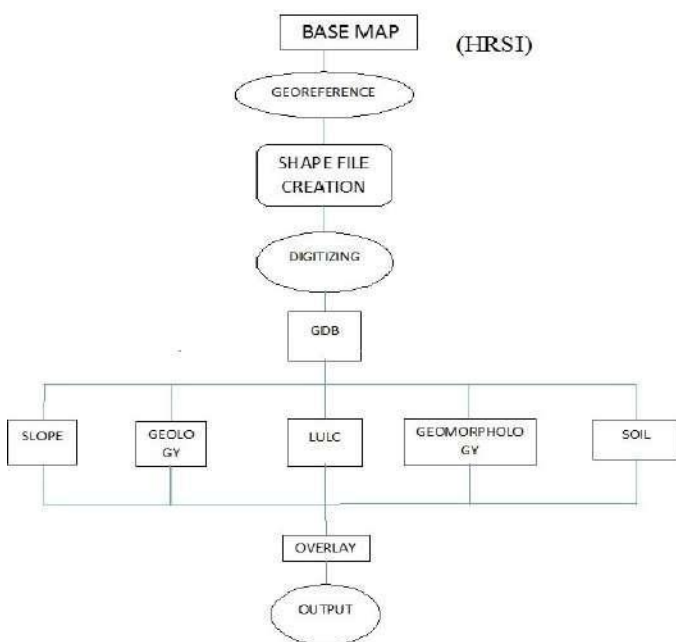 BASE MAP
(HRSI)
GEOREFERENCE
SHAPE FILE
CREATION
DIGITIZING
GDB
SLOPE
GEOLO
GY
LULC
GEOMORPHOLO
GY
SOIL
OVERLAY
OUTPUT